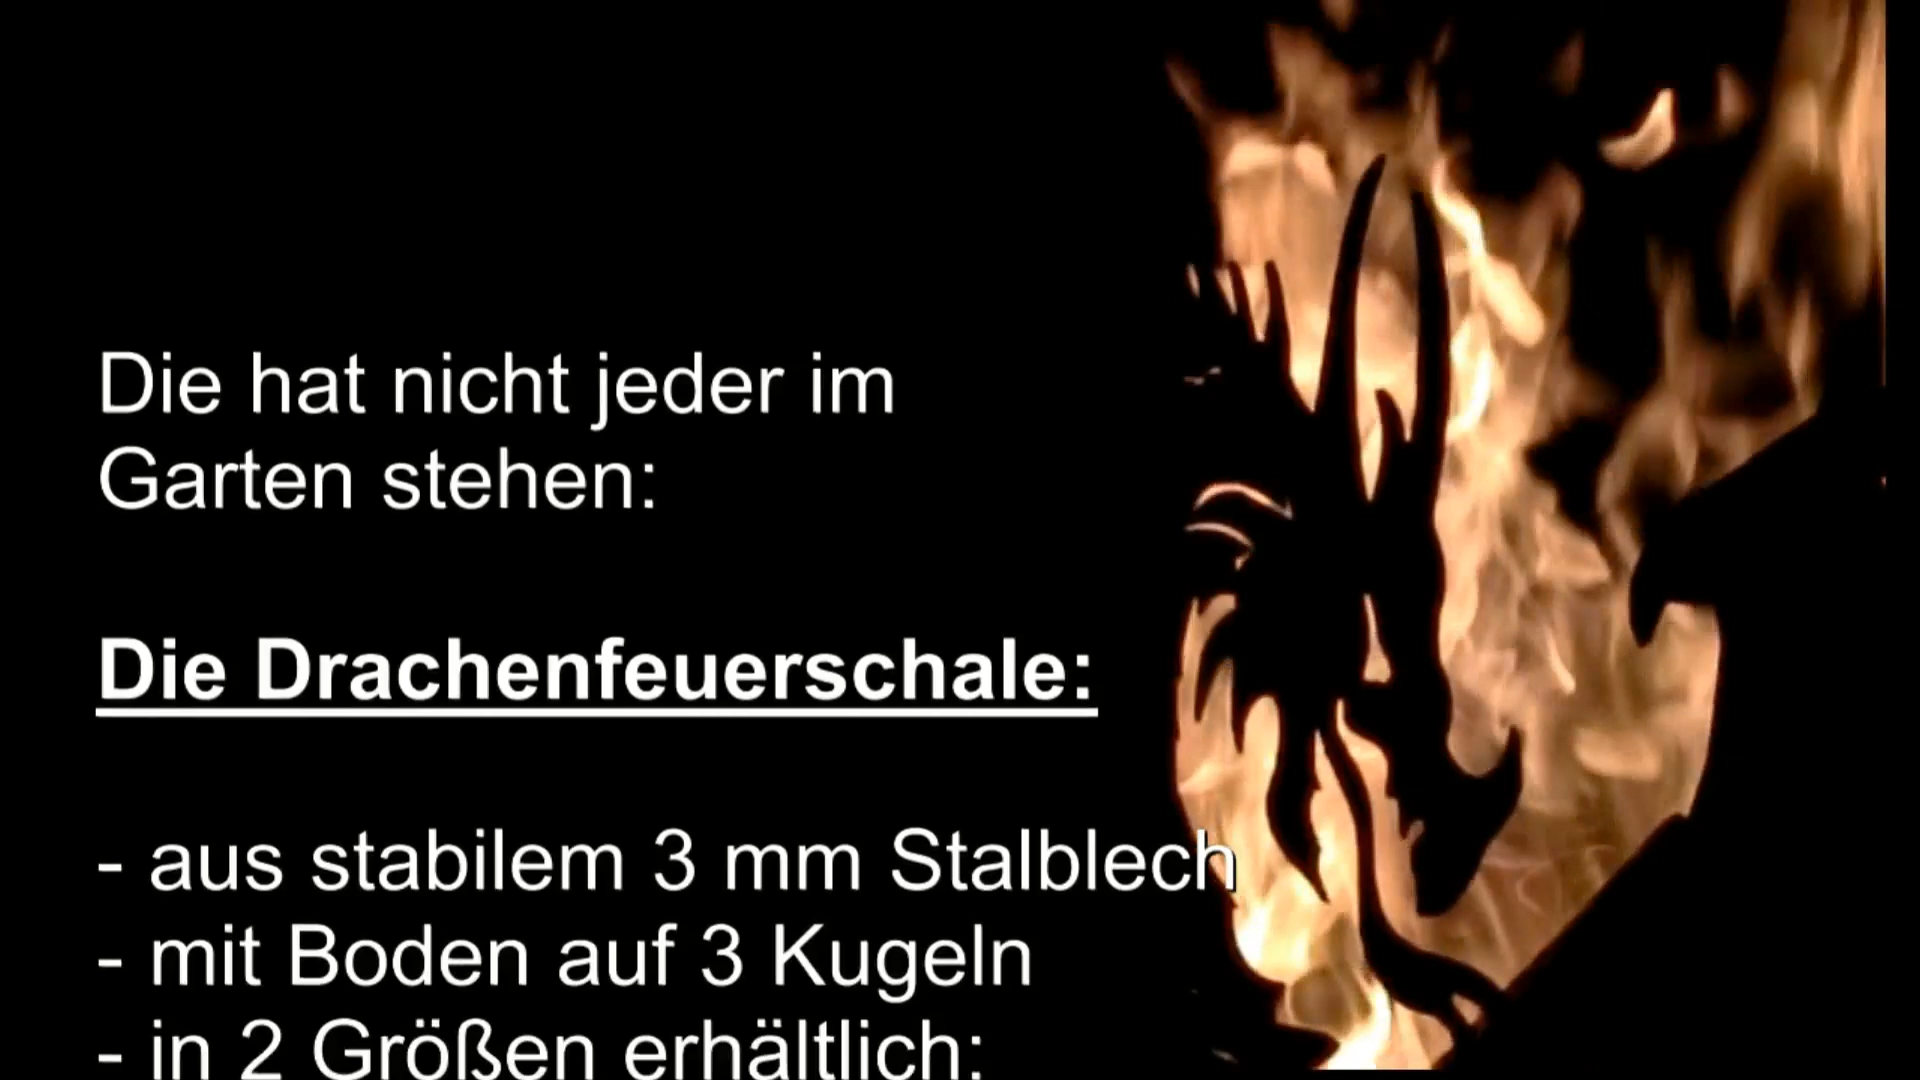 Die hat nicht jeder im
Garten stehen:
Die Drachenfeuerschale:
- aus stabilem 3 mm Stalblech
- mit Boden auf 3 Kugeln
- in 2 Größen erhältlich: